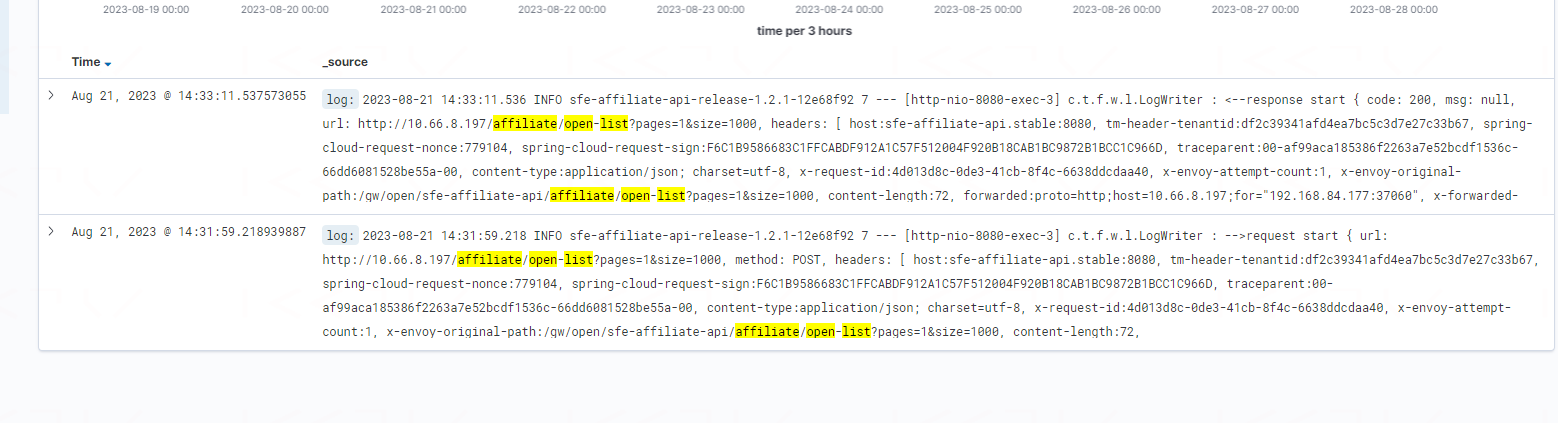 2023-08-19 00:00 2023-08-20 00:00 2023-08-21 00:00 2023-08-22 00:00 2023-08-23 00:00 2023-08-24 00:00 2023-08-25 00:00 2023-08-26 00:00 2023-08-27 00:00 2023-08-28 00:00
time per 3 hours
Time _source
Aug 21, 2023 @ 14:33:11.537573055 log: 2023-08-21 14:33:11.536 INFO sfe-affiliate-api-release-1.2.1-12e68f92 7 --- [http-nio-8080-exec-3] c.t.f.w.l.LogWriter : <--response start { code: 200, msg: null,
url: http://10.66.8.197/affiliate/open-list?pages=1&size=1000, headers: [ host:sfe-affiliate-api.stable:8080, tm-header-tenantid:df2c39341afd4ea7bc5c3d7e27c33b67, spring-
cloud-request-nonce:779104, spring-cloud-request-sign:F6C1B9586683C1FFCABDF912A1C57F512004F920B18CAB1BC9872B1BCC1C966D, traceparent:00-af99aca185386f2263a7e52bcdf1536c-
66dd6081528be55a-00, content-type:application/json; charset=utf-8, x-request-id:4d013d8c-0de3-41cb-8f4c-6638ddcdaa40, x-envoy-attempt-count:1, x-envoy-original-
path:/gw/open/sfe-affiliate-api/affiliate/open-list?pages=1&size=1000, content-length:72, forwarded:proto=http;host=10.66.8.197;for="192.168.84.177:37060", x-forwarded-
Aug 21, 2023 @ 14:31:59.218939887 log: 2023-08-21 14:31:59.218 INFO sfe-affiliate-api-release-1.2.1-12e68f92 7 --- [http-nio-8080-exec-3] c.t.f.w.l.LogWriter : -->request start { url:
http://10.66.8.197/affiliate/open-list?pages=1&size=1000, method: POST, headers: [ host:sfe-affiliate-api.stable:8080, tm-header-tenantid:df2c39341afd4ea7bc5c3d7e27c33b67,
spring-cloud-request-nonce:779104, spring-cloud-request-sign:F6C1B9586683C1FFCABDF912A1C57F512004F920B18CAB1BC9872B1BCC1C966D, traceparent:00-
af99aca185386f2263a7e52bcdf1536c-66dd6081528be55a-00, content-type:application/json; charset=utf-8, x-request-id:4d013d8c-0de3-41cb-8f4c-6638ddcdaa40, x-envoy-attempt-
count:1, x-envoy-original-path:/gw/open/sfe-affiliate-api/affiliate/open-list?pages=1&size=1000, content-length:72,